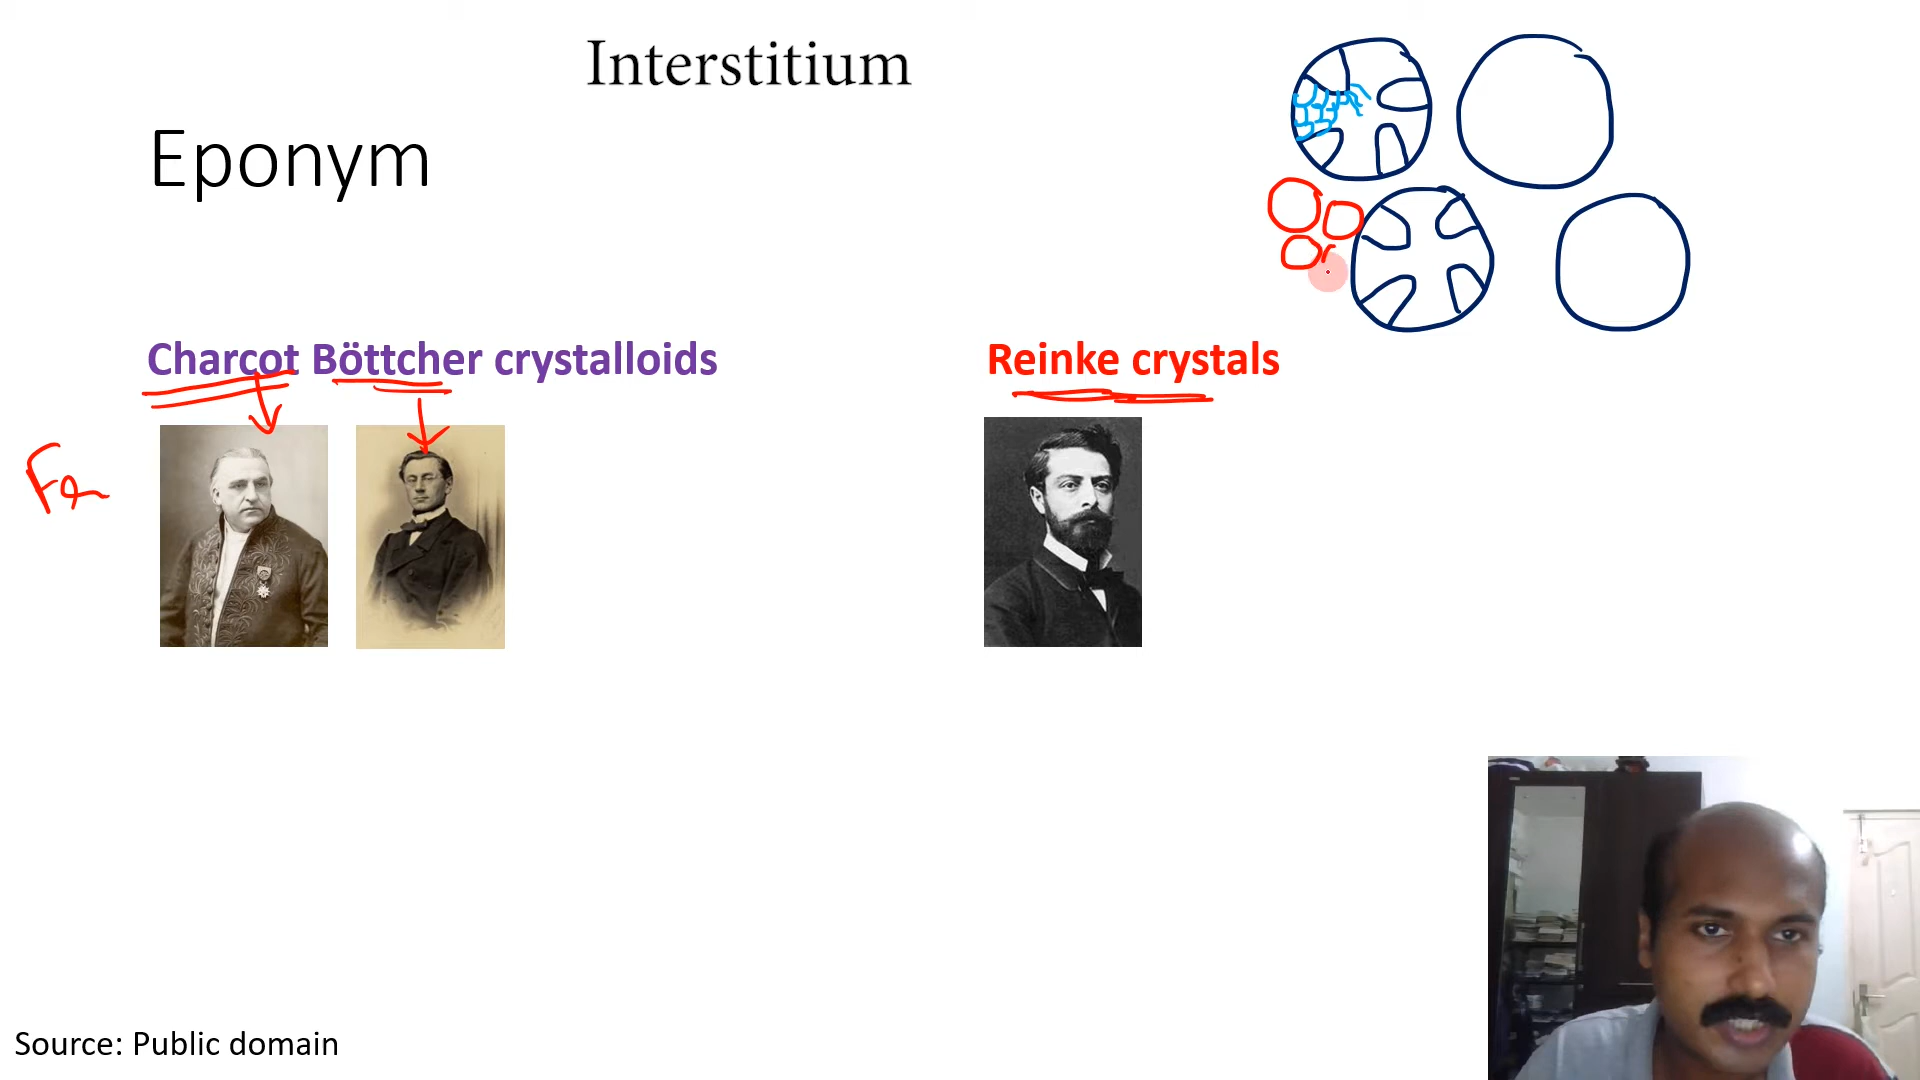 Interstitium
Eponym
Charcot Böttcher crystalloids
Reinke crystals
Source: Public domain